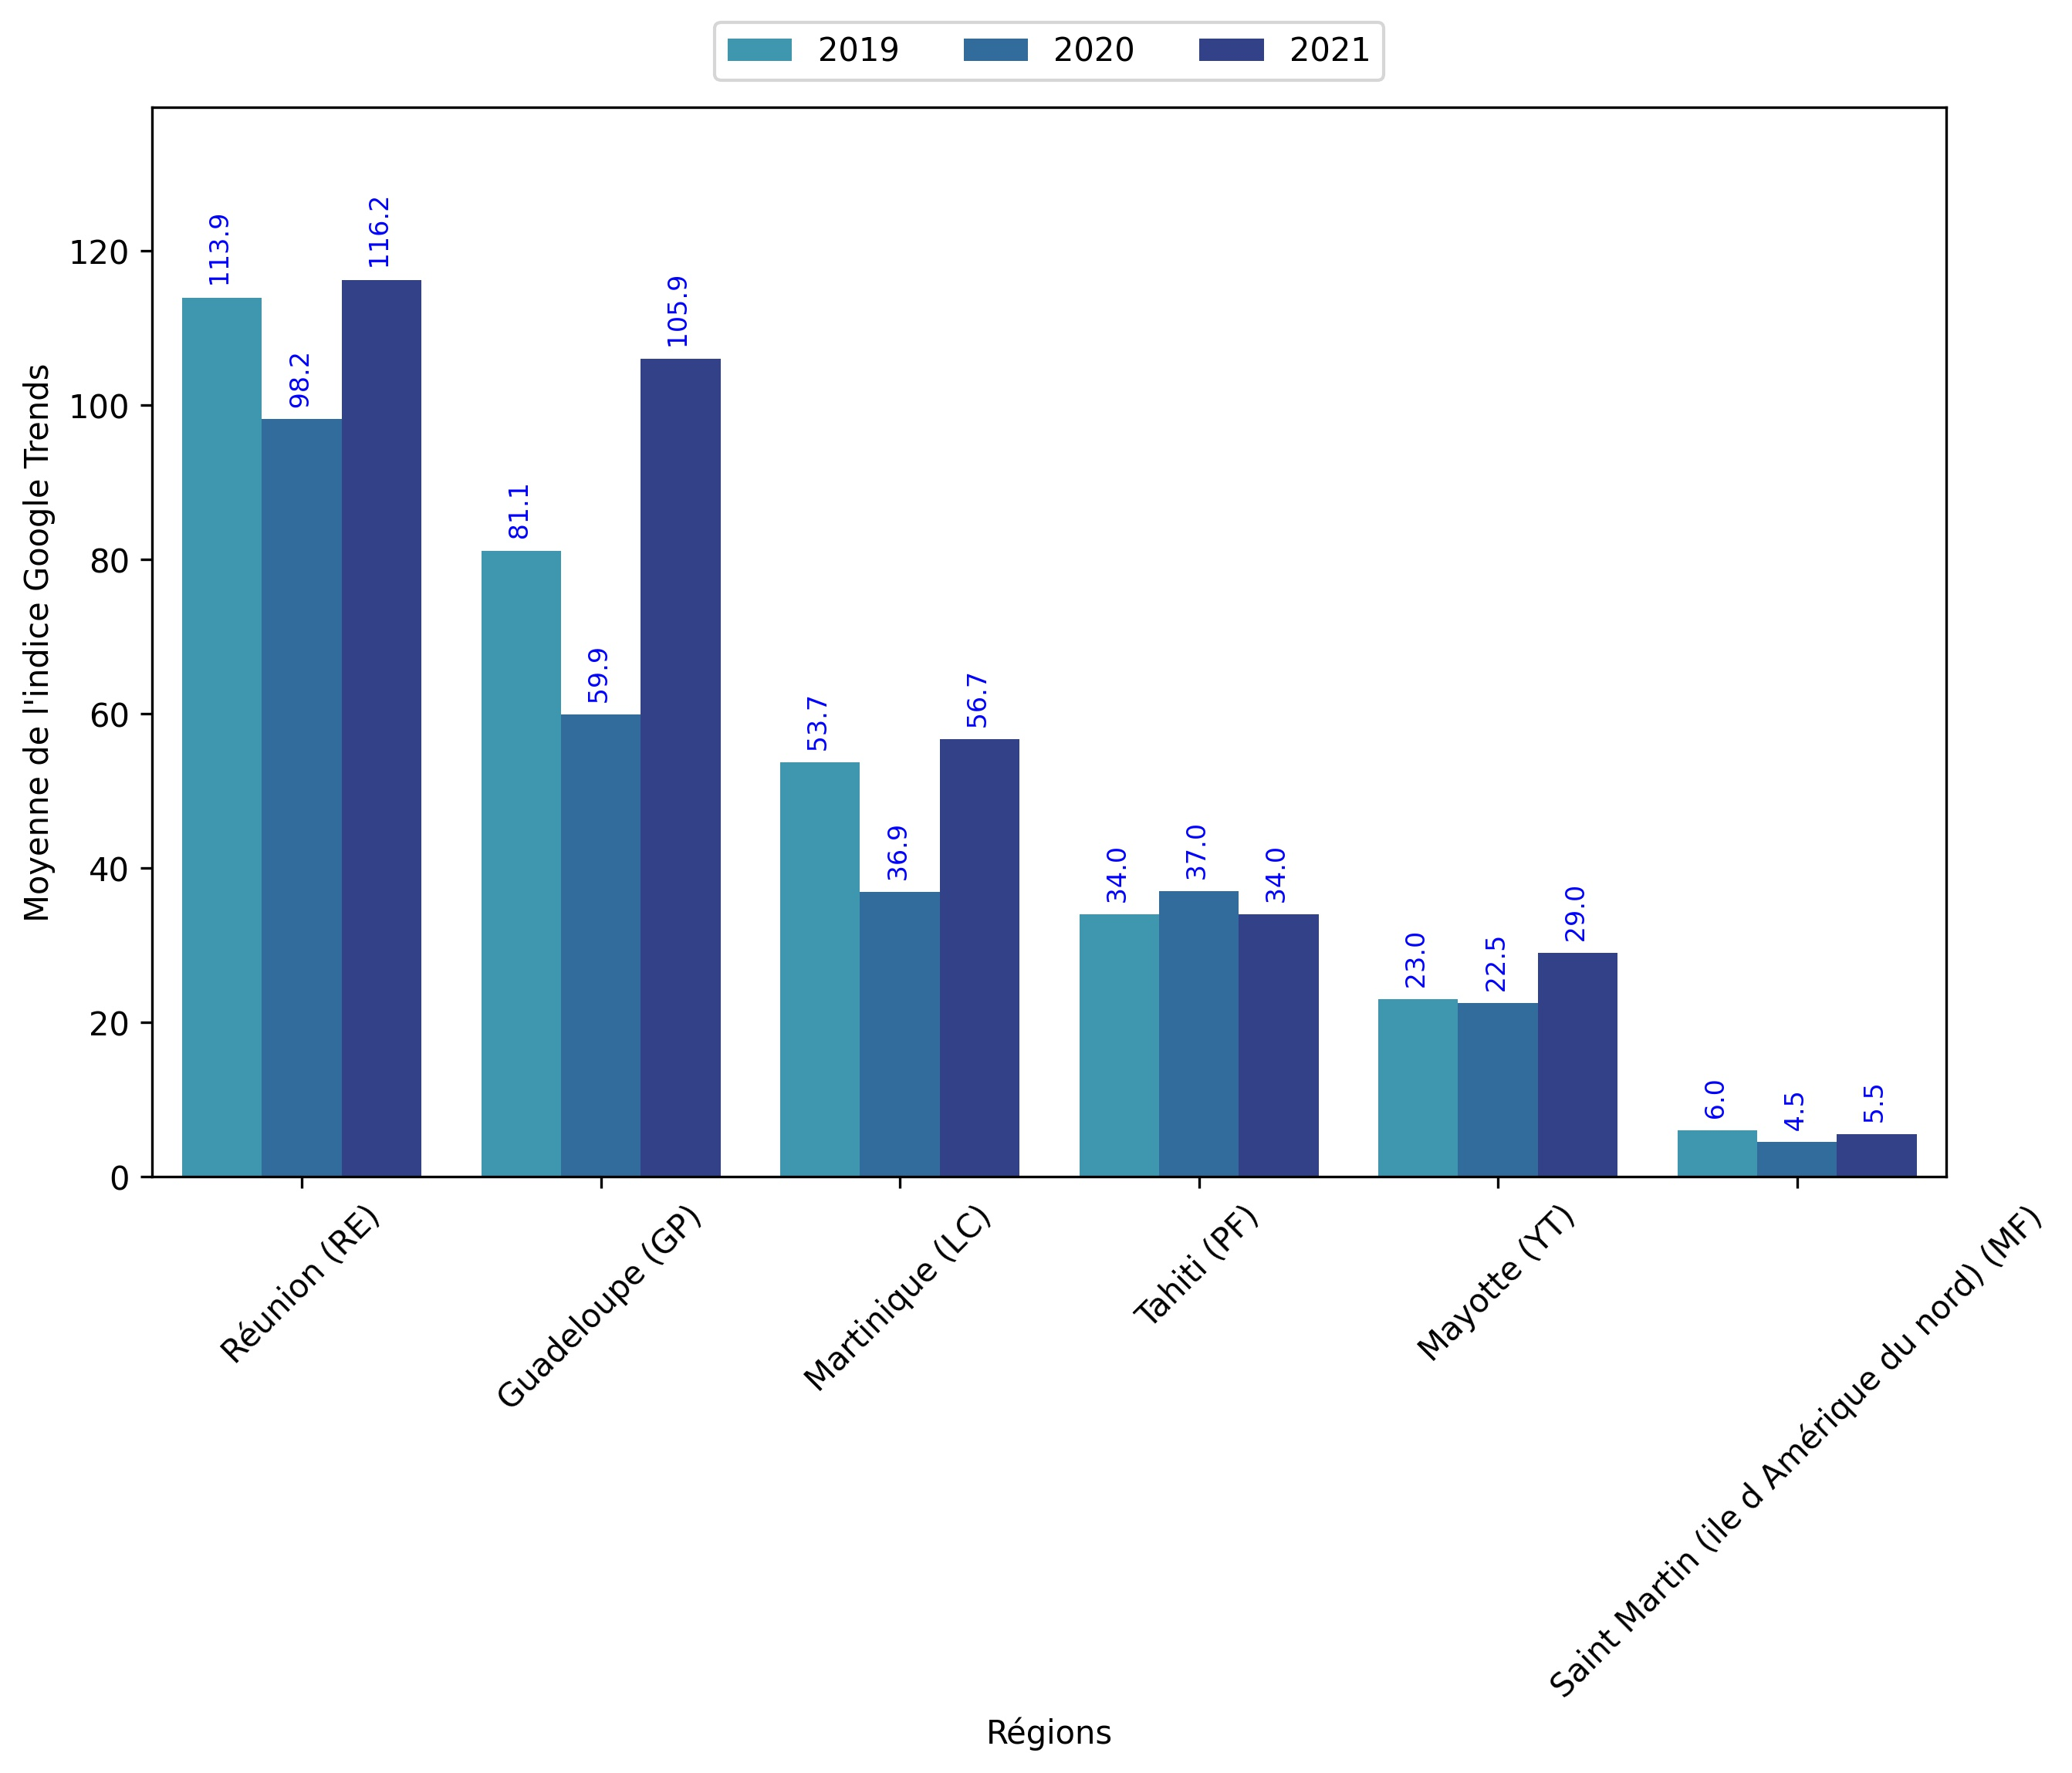 2019 2020 2021
Moyenne de l'indice Google Trends
120
100
80
60
40
20
0
113.9
98.2
116.2
81.1
59.9
105.9
53.7
36.9
56.7
34.0
37.0
34.0
23.0
22.5
29.0
6.0
4.5
5.5
Réunion (RE)
Guadeloupe (GP)
Martinique (LC)
Tahiti (PF)
Mayotte (YT)
Saint Martin (ile d Amérique du nord) (MF)
Régions